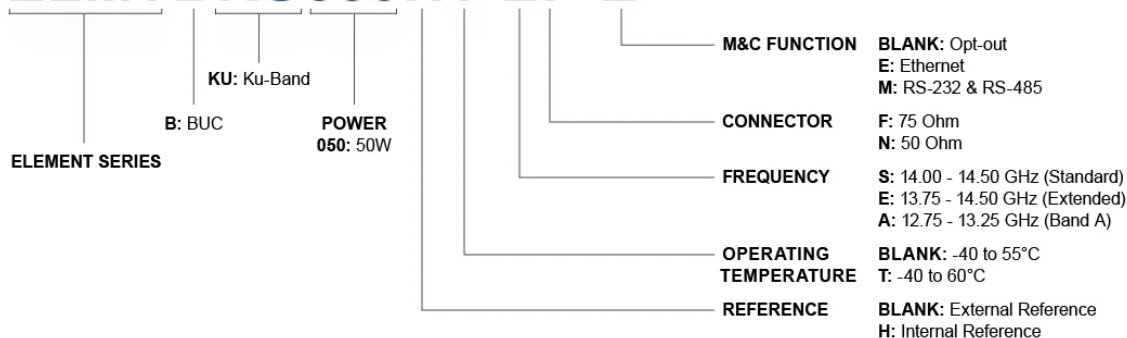 M&C FUNCTION BLANK: Opt-out
E: Ethernet
M: RS-232 & RS-485
KU: Ku-Band
B: BUC
POWER
050: 50W
CONNECTOR F: 75 Ohm
N: 50 Ohm
ELEMENT SERIES
FREQUENCY S: 14.00 - 14.50 GHz (Standard)
E: 13.75 - 14.50 GHz (Extended)
A: 12.75 - 13.25 GHz (Band A)
OPERATING BLANK: -40 to 55°C
TEMPERATURE T: -40 to 60°C
REFERENCE BLANK: External Reference
H: Internal Reference